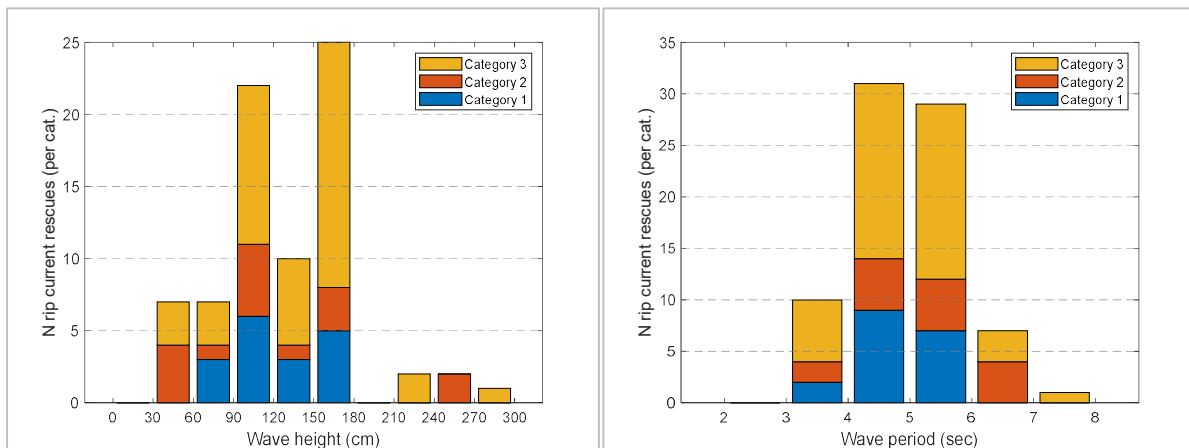 25
20
15
10
5
0
N rip current rescues (per cat.)
Category 3
Category 2
Category 1
0 30 60 90 120 150 180 210 240 270 300
Wave height (cm)
35
30
25
20
15
10
5
0
N rip current rescues (per cat.)
Category 3
Category 2
Category 1
2 3 4 5 6 7 8
Wave period (sec)